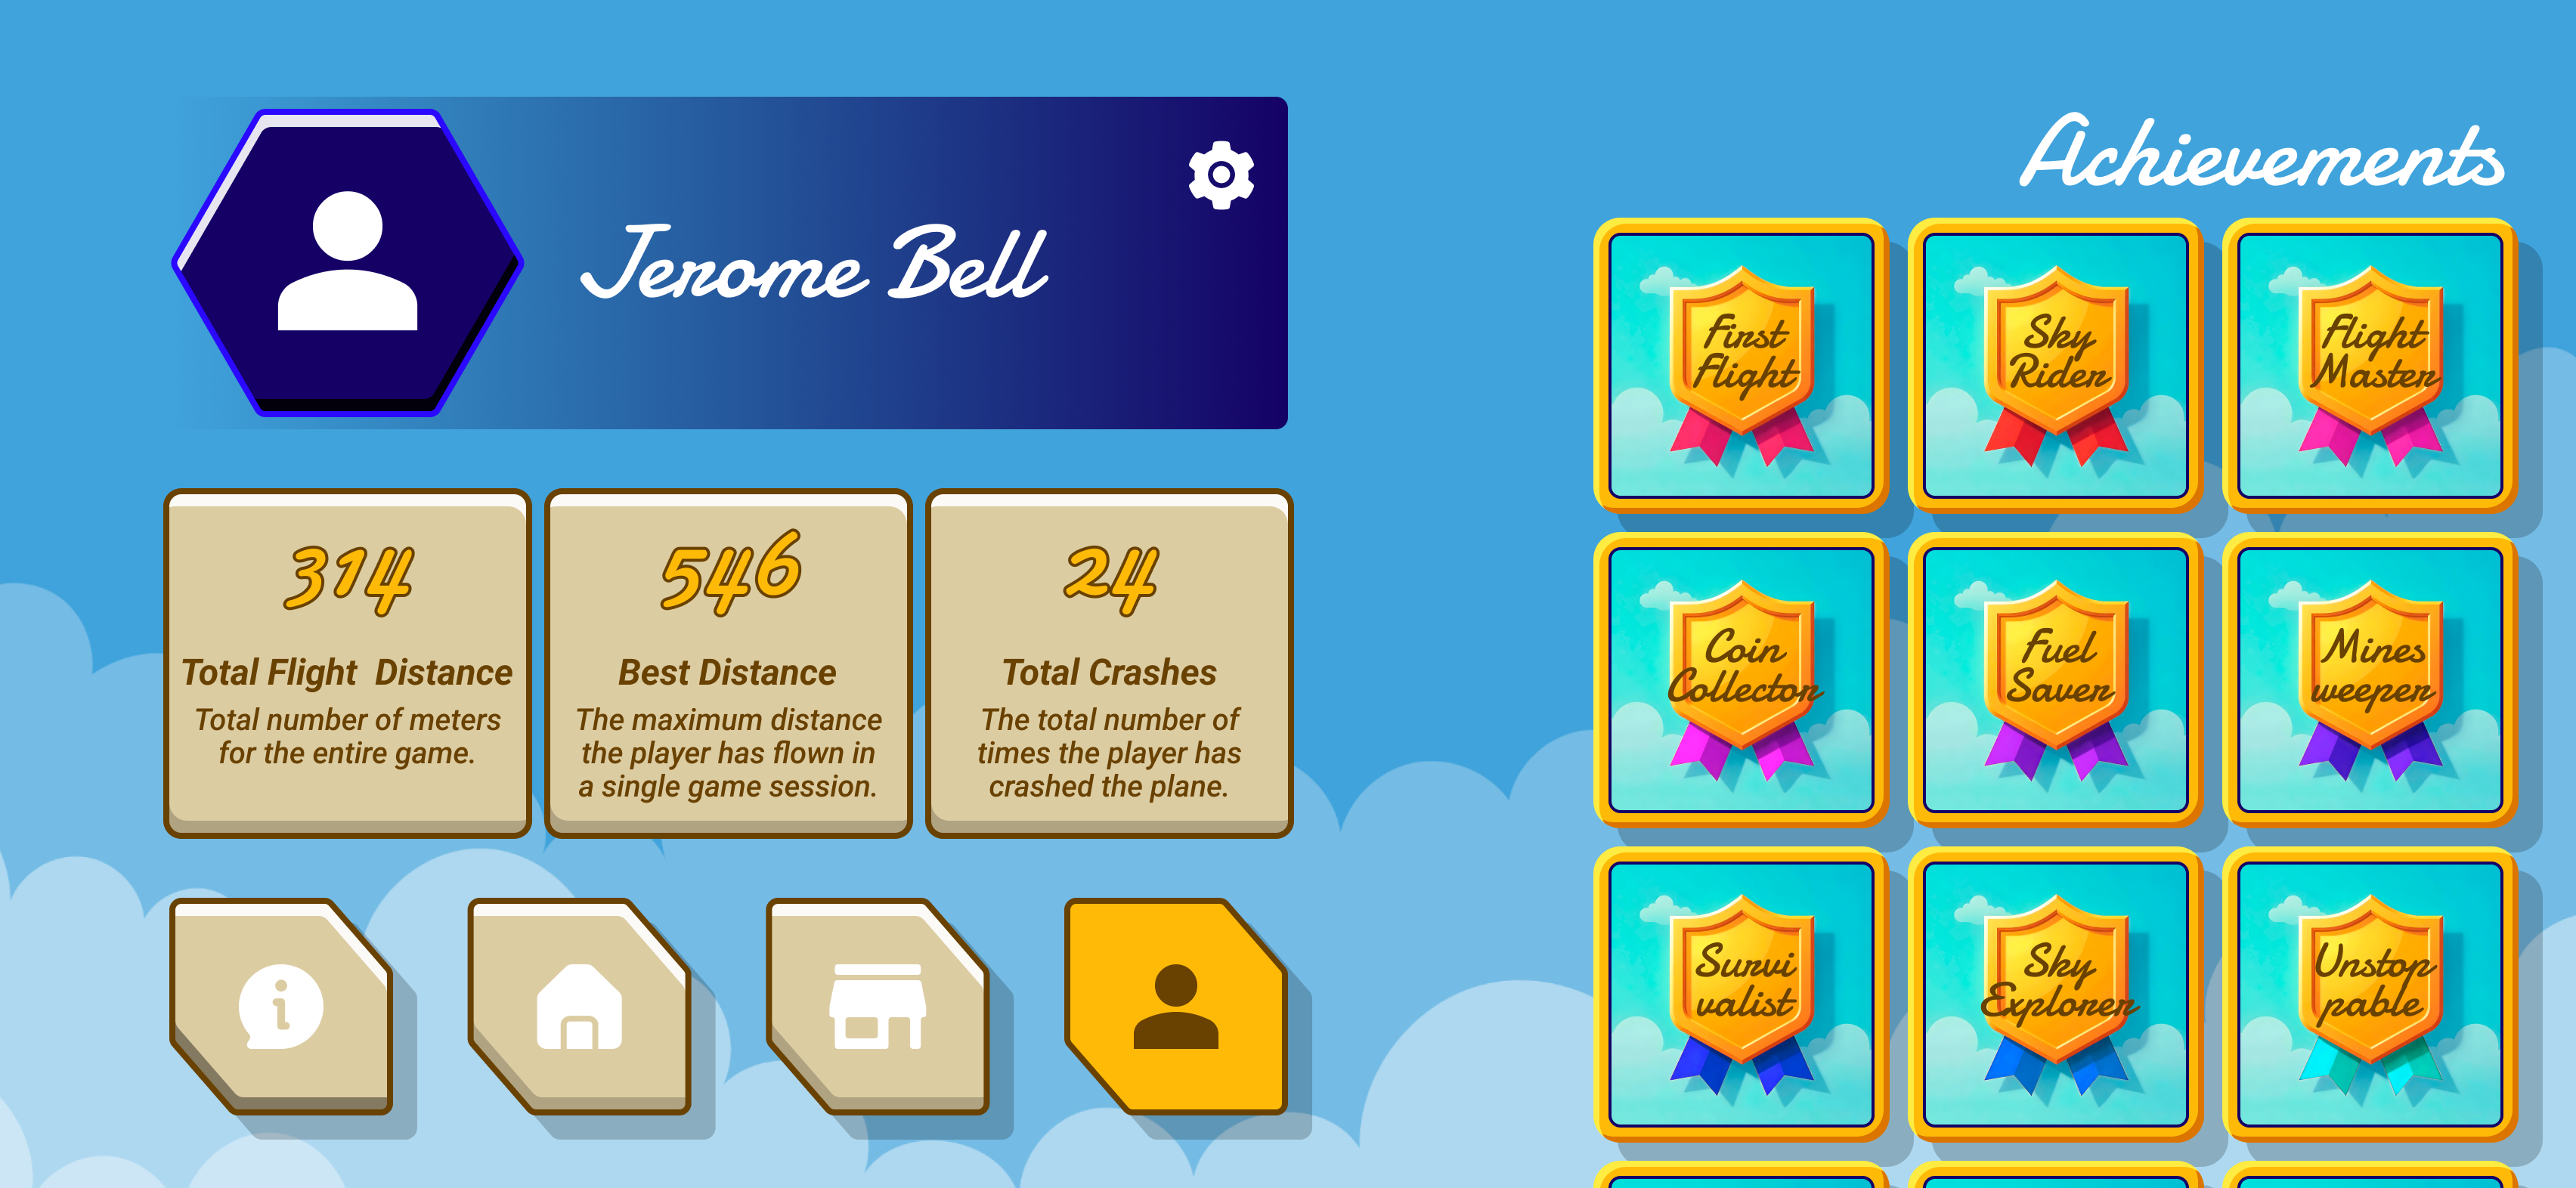 Jerome Bell
314
Total Flight Distance
Total number of meters
for the entire game.
546
Best Distance
The maximum distance
the player has flown in
a single game session.
24
Total Crashes
The total number of
times the player has
crashed the plane.
Achievements
First
Flight
Sky
Rider
Flight
Master
Coin
Collector
Fuel
Saver
Mines
weeper
Survi
valist
Sky
Explorer
Unstop
pable